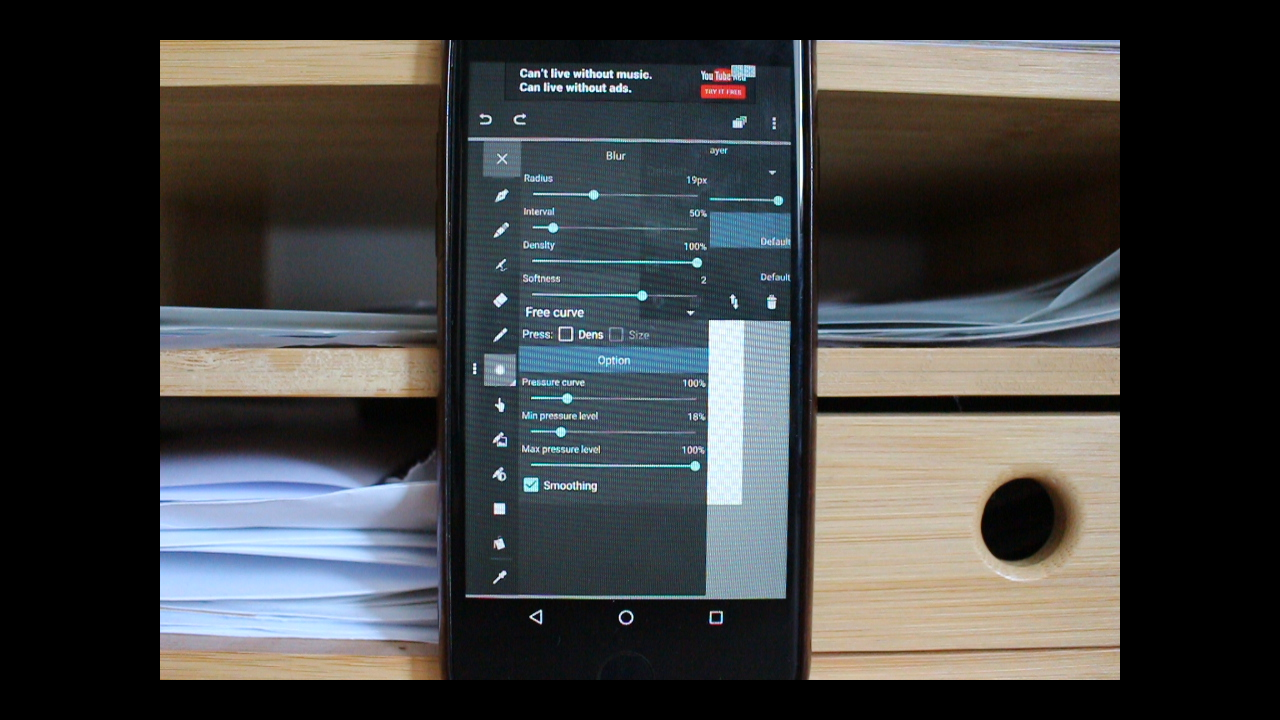 Can't live without music.
Can live without ads.
You Tube Red
TRY IT FREE
Blur
ayer
Radius 19px
Interval 50%
Density 100%
Default
Softness 2
Default
Free curve
Press: Dens Size
Option
Pressure curve 100%
Min pressure level 18%
Max pressure level 100%
Smoothing